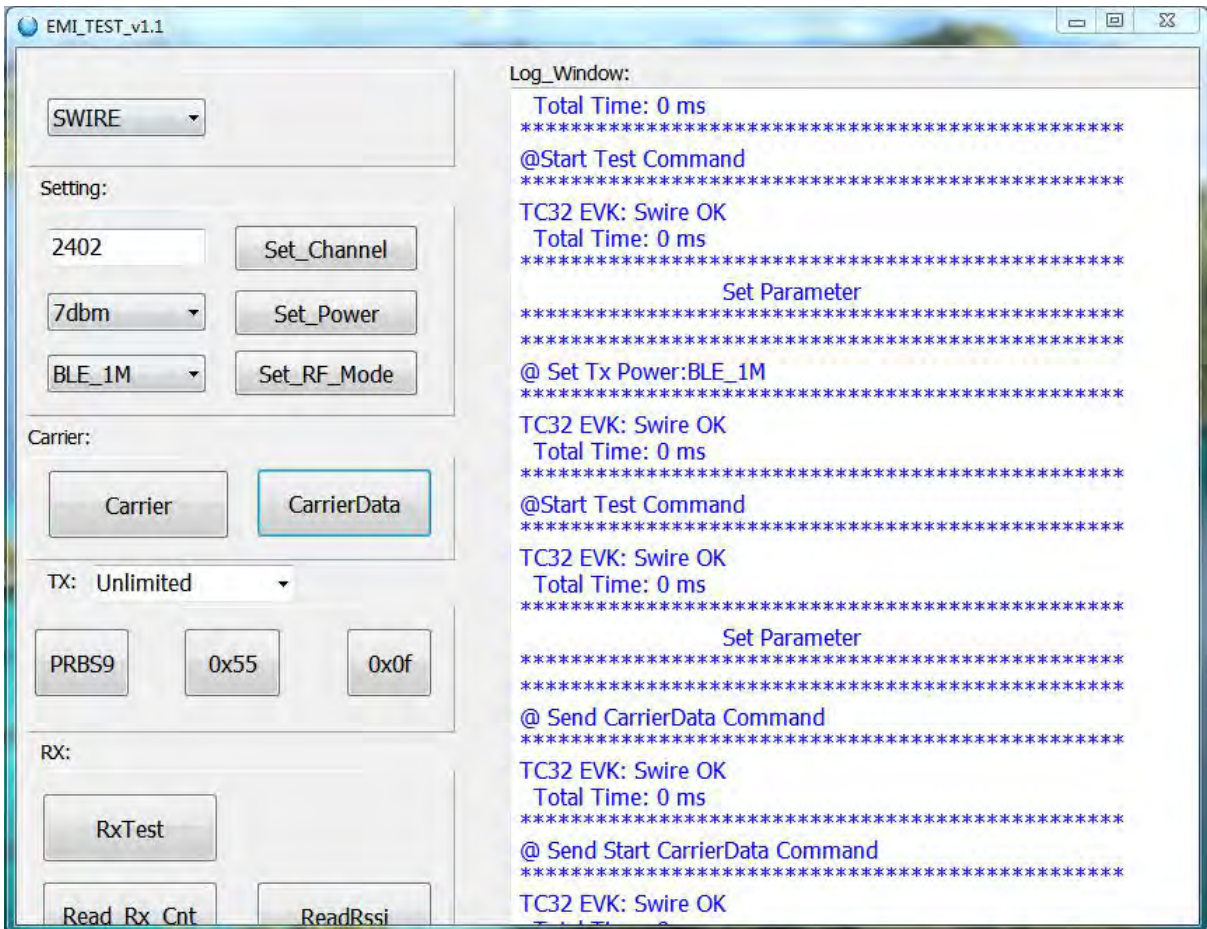 EMI_TEST_v1.1
SWIRE
Setting:
2402
Set_Channel
7dbm
Set_Power
BLE_1M
Set_RF_Mode
Carrier:
Carrier
CarrierData
TX: Unlimited
PRBS9
0x55
0x0f
RX:
RxTest
Read_Rx_Cnt
ReadRssi
Log_Window:
Total Time: 0 ms
************************************************
@Start Test Command
************************************************
TC32 EVK: Swire OK
Total Time: 0 ms
************************************************
Set Parameter
************************************************
************************************************
@ Set Tx Power:BLE_1M
************************************************
TC32 EVK: Swire OK
Total Time: 0 ms
************************************************
@Start Test Command
************************************************
TC32 EVK: Swire OK
Total Time: 0 ms
************************************************
Set Parameter
************************************************
************************************************
@ Send CarrierData Command
************************************************
TC32 EVK: Swire OK
Total Time: 0 ms
************************************************
@ Send Start CarrierData Command
************************************************
TC32 EVK: Swire OK